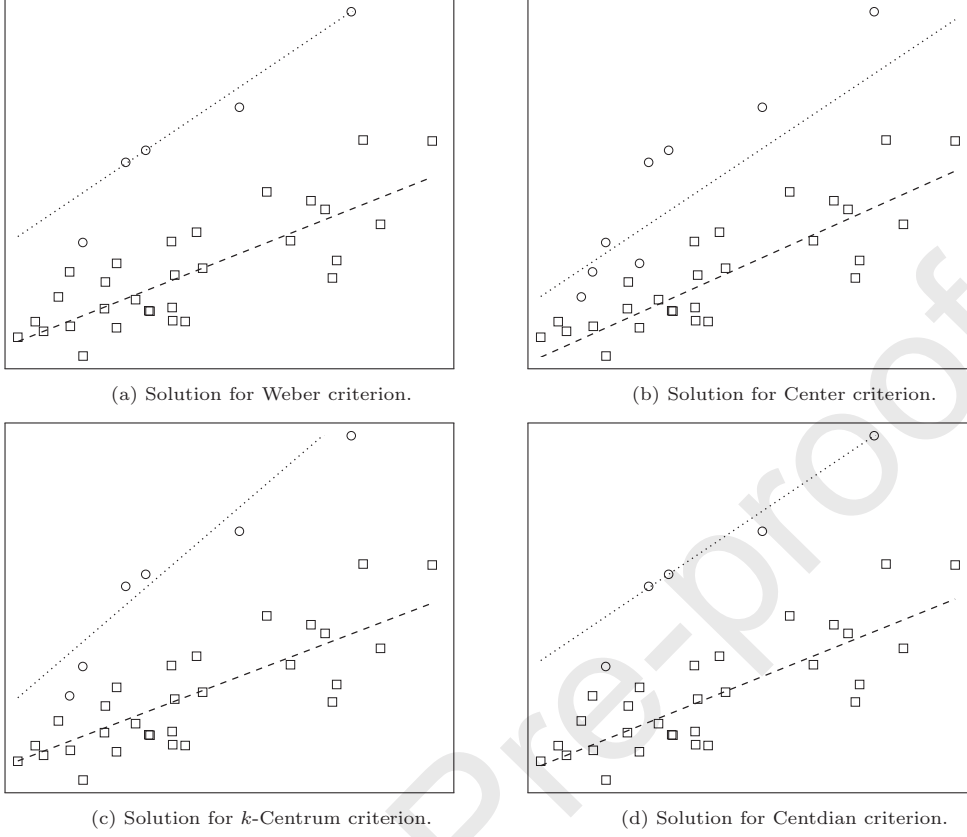 (a) Solution for Weber criterion.
(b) Solution for Center criterion.
(c) Solution for k-Centrum criterion.
(d) Solution for Centdian criterion.
Pre-proof